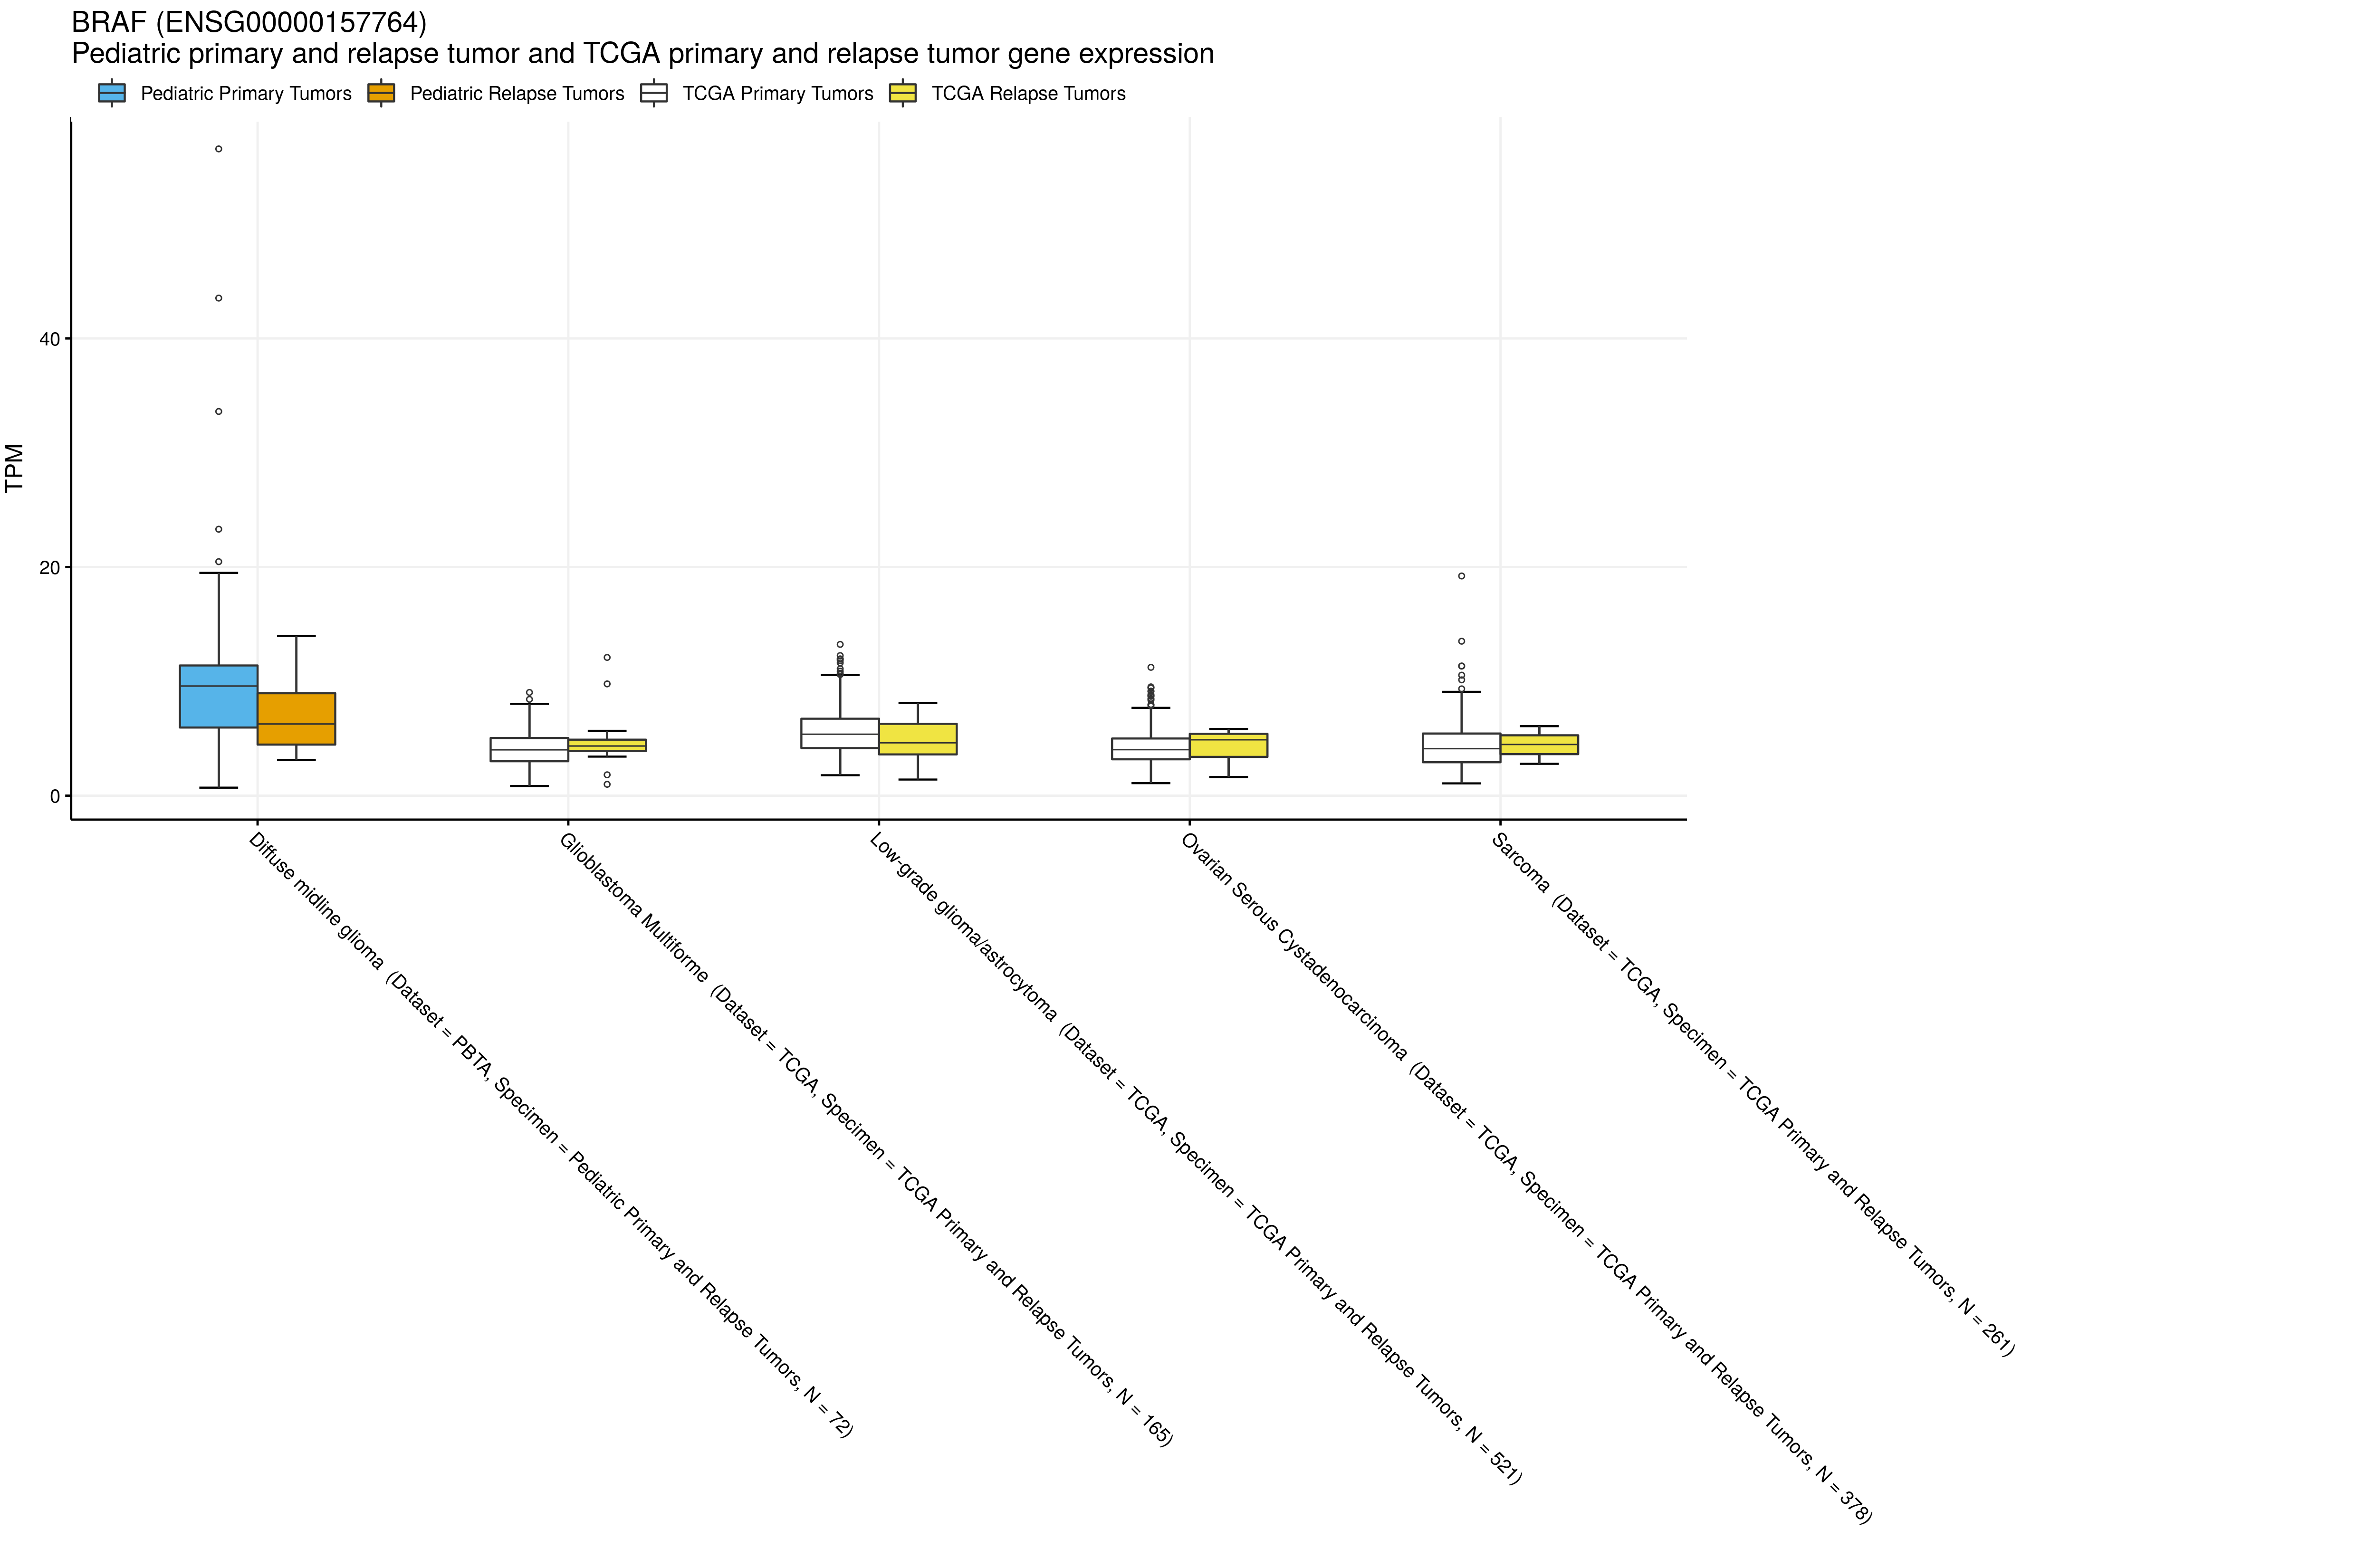 BRAF (ENSG00000157764)
Pediatric primary and relapse tumor and TCGA primary and relapse tumor gene expression
Pediatric Primary Tumors
Pediatric Relapse Tumors
TCGA Primary Tumors
TCGA Relapse Tumors
TPM
40
20
0
Diffuse midline glioma (Dataset = PBTA, Specimen = Pediatric Primary and Relapse Tumors, N = 72)
Glioblastoma Multiforme (Dataset = TCGA, Specimen = TCGA Primary and Relapse Tumors, N = 165)
Low-grade glioma/astrocytoma (Dataset = TCGA, Specimen = TCGA Primary and Relapse Tumors, N = 521)
Ovarian Serous Cystadenocarcinoma (Dataset = TCGA, Specimen = TCGA Primary and Relapse Tumors, N = 378)
Sarcoma (Dataset = TCGA, Specimen = TCGA Primary and Relapse Tumors, N = 261)